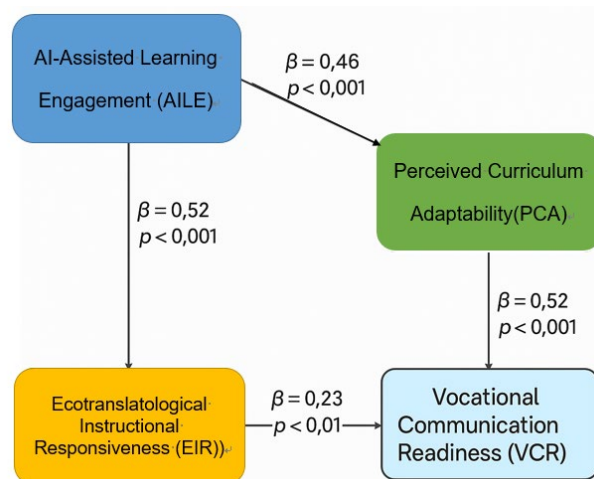 AI-Assisted Learning
Engagement (AILE)
β = 0,46
p < 0,001
Perceived Curriculum
Adaptability(PCA)
β = 0,52
p < 0,001
β = 0,52
p < 0,001
Ecotranslatological
Instructional
Responsiveness (EIR))
β = 0,23
p < 0,01
Vocational
Communication
Readiness (VCR)